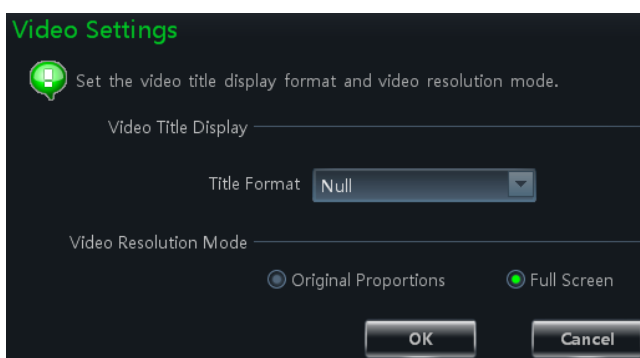 Video Settings
Set the video title display format and video resolution mode.
Video Title Display
Title Format Null
Video Resolution Mode
Original Proportions Full Screen
OK Cancel